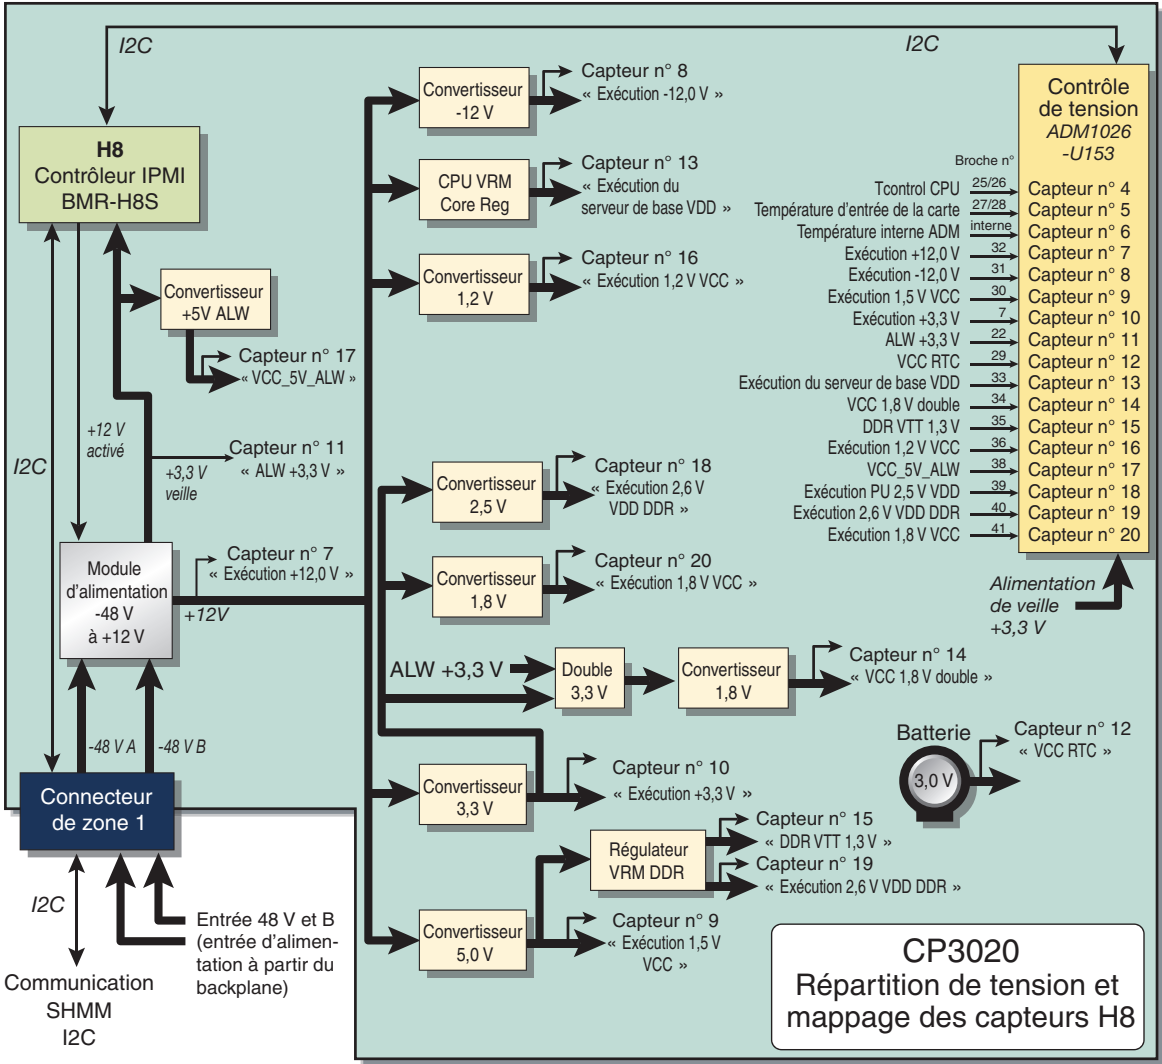 I2C
I2C
H8
Contrôleur IPMI
BMR-H8S
Convertisseur
+5V ALW
Capteur n° 17
« VCC_5V_ALW »
+12 V
activé
I2C
+3,3 V
veille
Capteur n° 11
« ALW +3,3 V »
Module
d'alimentation
-48 V
à +12 V
Capteur n° 7
« Exécution +12,0 V »
+12V
-48 V A
-48 V B
Connecteur
de zone 1
I2C
Communication
SHMM
I2C
Entrée 48 V et B
(entrée d'alimen-
tation à partir du
backplane)
Convertisseur
-12 V
Capteur n° 8
« Exécution -12,0 V »
CPU VRM
Core Reg
Capteur n° 13
« Exécution du
serveur de base VDD »
Convertisseur
1,2 V
Capteur n° 16
« Exécution 1,2 V VCC »
Convertisseur
2,5 V
Capteur n° 18
« Exécution 2,6 V
VDD DDR »
Convertisseur
1,8 V
Capteur n° 20
« Exécution 1,8 V VCC »
ALW +3,3 V
Double
3,3 V
Convertisseur
1,8 V
Capteur n° 14
« VCC 1,8 V double »
Convertisseur
3,3 V
Capteur n° 10
« Exécution +3,3 V »
Régulateur
VRM DDR
Capteur n° 15
« DDR VTT 1,3 V »
Capteur n° 19
« Exécution 2,6 V VDD DDR »
Convertisseur
5,0 V
Capteur n° 9
« Exécution 1,5 V
VCC »
Contrôle
de tension
ADM1026
-U153
Broche n°
Tcontrol CPU 25/26 Capteur n° 4
Température d'entrée de la carte 27/28 Capteur n° 5
Température interne ADM interne Capteur n° 6
Exécution +12,0 V 32 Capteur n° 7
Exécution -12,0 V 31 Capteur n° 8
Exécution 1,5 V VCC 30 Capteur n° 9
Exécution +3,3 V 7 Capteur n° 10
ALW +3,3 V 22 Capteur n° 11
VCC RTC 29 Capteur n° 12
Exécution du serveur de base VDD 33 Capteur n° 13
VCC 1,8 V double 34 Capteur n° 14
DDR VTT 1,3 V 35 Capteur n° 15
Exécution 1,2 V VCC 36 Capteur n° 16
VCC_5V_ALW 38 Capteur n° 17
Exécution PU 2,5 V VDD 39 Capteur n° 18
Exécution 2,6 V VDD DDR 40 Capteur n° 19
Exécution 1,8 V VCC 41 Capteur n° 20
Alimentation
de veille
+3,3 V
Batterie
3,0 V
Capteur n° 12
« VCC RTC »
CP3020
Répartition de tension et
mappage des capteurs H8